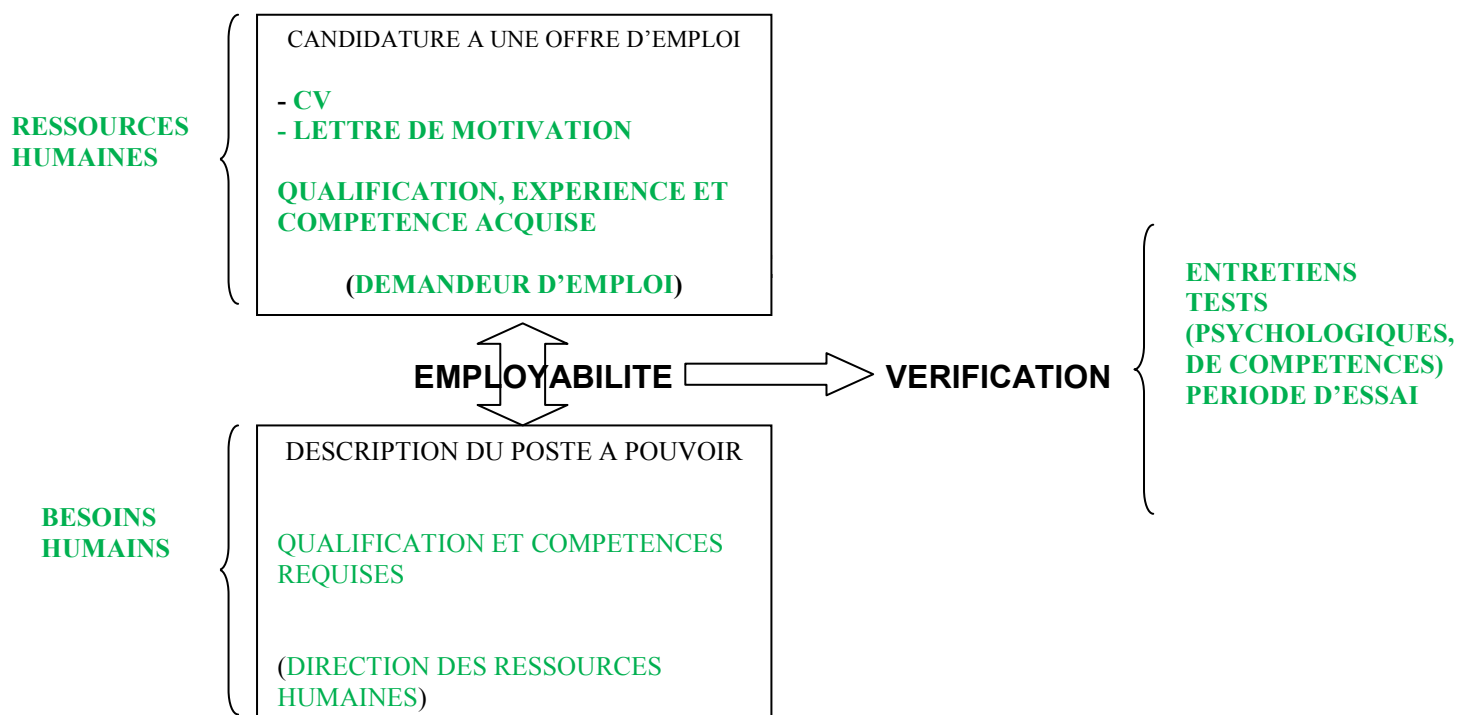 CANDIDATURE A UNE OFFRE D’EMPLOI
- CV
- LETTRE DE MOTIVATION
RESSOURCES
HUMAINES
QUALIFICATION, EXPERIENCE ET
COMPETENCE ACQUISE
(DEMANDEUR D’EMPLOI)
ENTRETIENS
TESTS
(PSYCHOLOGIQUES,
DE COMPETENCES)
PERIODE D’ESSAI
EMPLOYABILITE
VERIFICATION
DESCRIPTION DU POSTE A POUVOIR
BESOINS
HUMAINS
QUALIFICATION ET COMPETENCES
REQUISES
(DIRECTION DES RESSOURCES
HUMAINES)